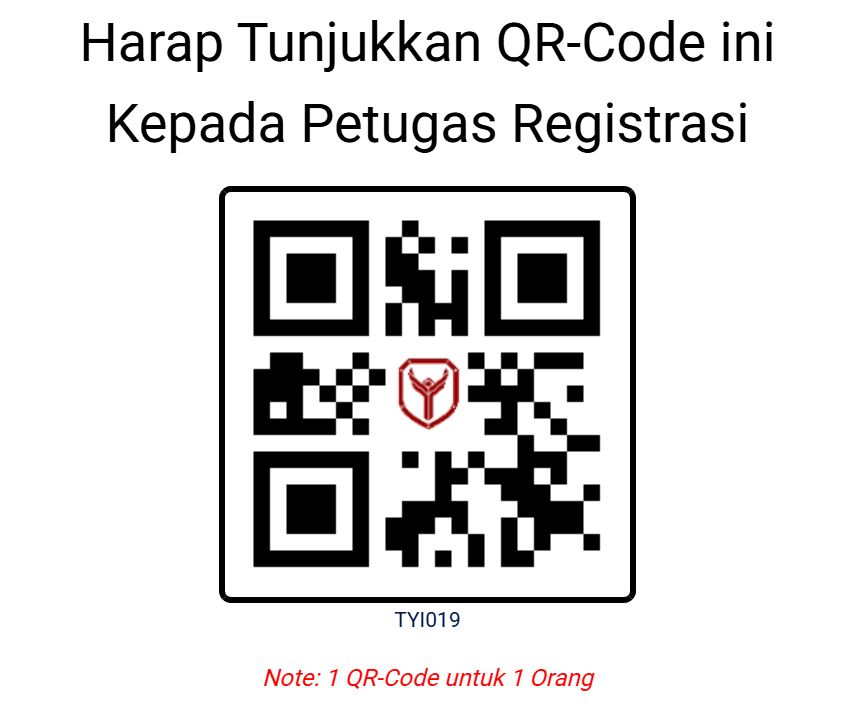 Harap Tunjukkan QR-Code ini
Kepada Petugas Registrasi
TYI019
Note: 1 QR-Code untuk 1 Orang